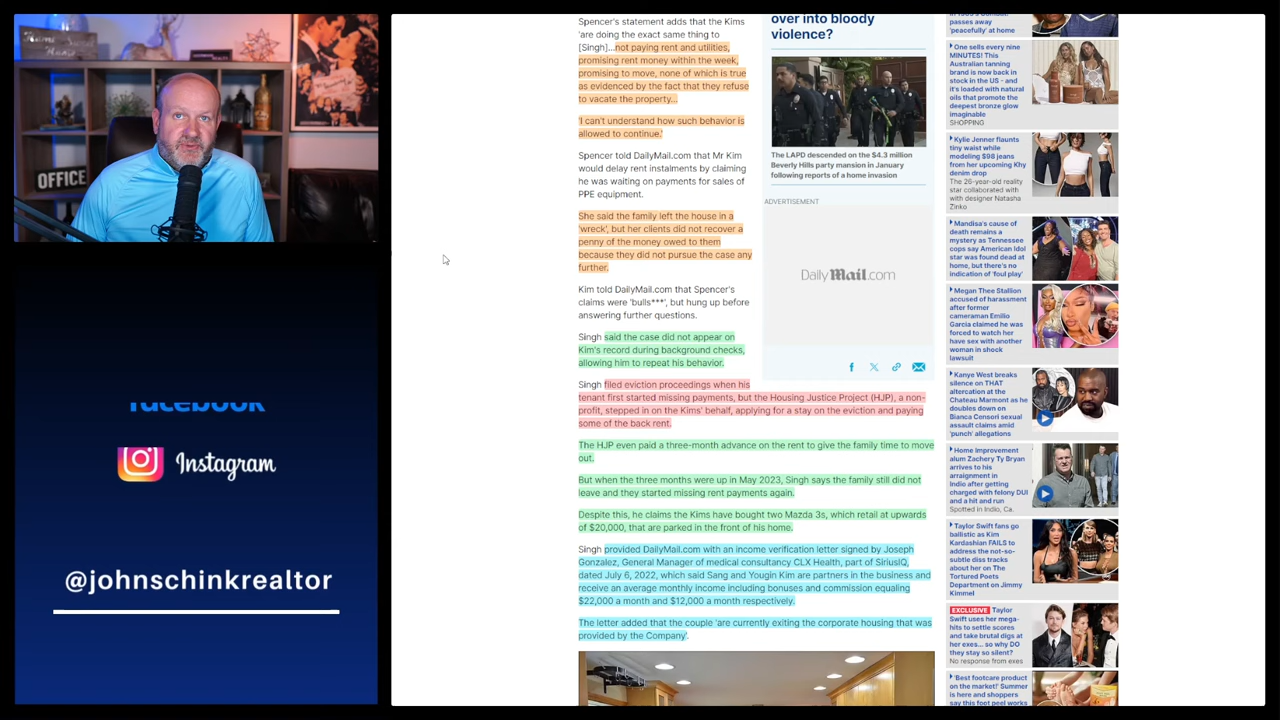 OFFIC
FACEBOOK
Instagram
@johnschinkrealtor
Spencer's statement adds that the Kims
'are doing the exact same thing to
[Singh]...not paying rent and utilities,
promising rent money within the week,
promising to move, none of which is true
as evidenced by the fact that they refuse
to vacate the property...
'I can't understand how such behavior is
allowed to continue.'
Spencer told DailyMail.com that Mr Kim
would delay rent instalments by claiming
he was waiting on payments for sales of
PPE equipment.
She said the family left the house in a
'wreck', but her clients did not recover a
penny of the money owed to them
because they did not pursue the case any
further.
Kim told DailyMail.com that Spencer's
claims were 'bulls***', but hung up before
answering further questions.
Singh said the case did not appear on
Kim's record during background checks,
allowing him to repeat his behavior.
Singh filed eviction proceedings when his
tenant first started missing payments, but the Housing Justice Project (HJP), a non-
profit, stepped in on the Kims' behalf, applying for a stay on the eviction and paying
some of the back rent.
The HJP even paid a three-month advance on the rent to give the family time to move
out.
But when the three months were up in May 2023, Singh says the family still did not
leave and they started missing rent payments again.
Despite this, he claims the Kims have bought two Mazda 3s, which retail at upwards
of $20,000, that are parked in the front of his home.
Singh provided DailyMail.com with an income verification letter signed by Joseph
Gonzalez, General Manager of medical consultancy CLX Health, part of SiriusIQ,
dated July 6, 2022, which said Sang and Yougin Kim are partners in the business and
receive an average monthly income including bonuses and commission equaling
$22,000 a month and $12,000 a month respectively.
The letter added that the couple 'are currently exiting the corporate housing that was
provided by the Company'.
over into bloody
violence?
The LAPD descended on the $4.3 million
Beverly Hills party mansion in January
following reports of a home invasion
ADVERTISEMENT
DailyMail.com
passes away
'peacefully' at home
One sells every nine
MINUTES! This
Australian tanning
brand is now back in
stock in the US - and
it's loaded with natural
oils that promote the
deepest bronze glow
imaginable
SHOPPING
Kylie Jenner flaunts
tiny waist while
modeling $98 jeans
from her upcoming Khy
denim drop
The 26-year-old reality
star collaborated with
with designer Natasha
Zinko
Mandisa's cause of
death remains a
mystery as Tennessee
cops say American Idol
star was found dead at
home, but there's no
indication of 'foul play'
Megan Thee Stallion
accused of harassment
after former
cameraman Emilio
Garcia claimed he was
forced to watch her
have sex with another
woman in shock
lawsuit
Kanye West breaks
silence on THAT
altercation at the
Chateau Marmont as he
doubles down on
Bianca Censori sexual
assault claims amid
'punch' allegations
Home Improvement
alum Zachery Ty Bryan
arrives to his
arraignment in
Indio after getting
charged with felony DUI
and a hit and run
Spotted in Indio, Ca.
Taylor Swift fans go
ballistic as Kim
Kardashian FAILS to
address the not-so-
subtle diss tracks
about her on The
Tortured Poets
Department on Jimmy
Kimmel
EXCLUSIVE Taylor
Swift uses her mega-
hits to settle scores
and take brutal digs at
her exes... so why DO
they stay so silent?
No response from exes
'Best footcare product
on the market!' Summer
is here and shoppers
say this foot peel works